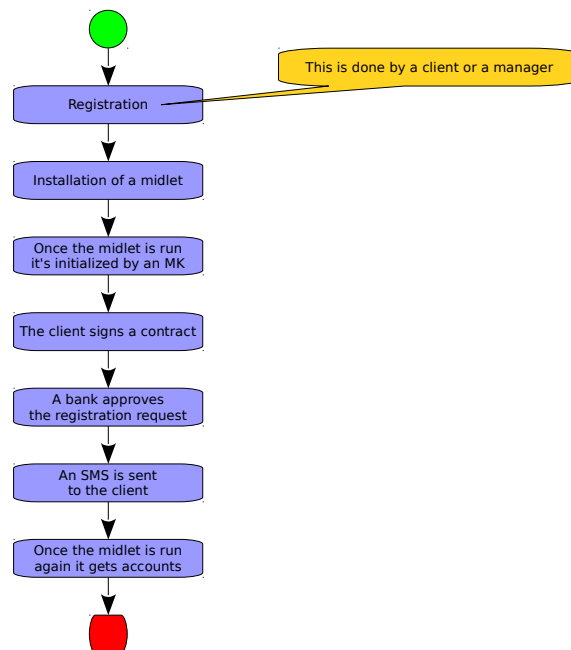 This is done by a client or a manager
Registration
Installation of a midlet
Once the midlet is run
it's initialized by an MK
The client signs a contract
A bank approves
the registration request
An SMS is sent
to the client
Once the midlet is run
again it gets accounts